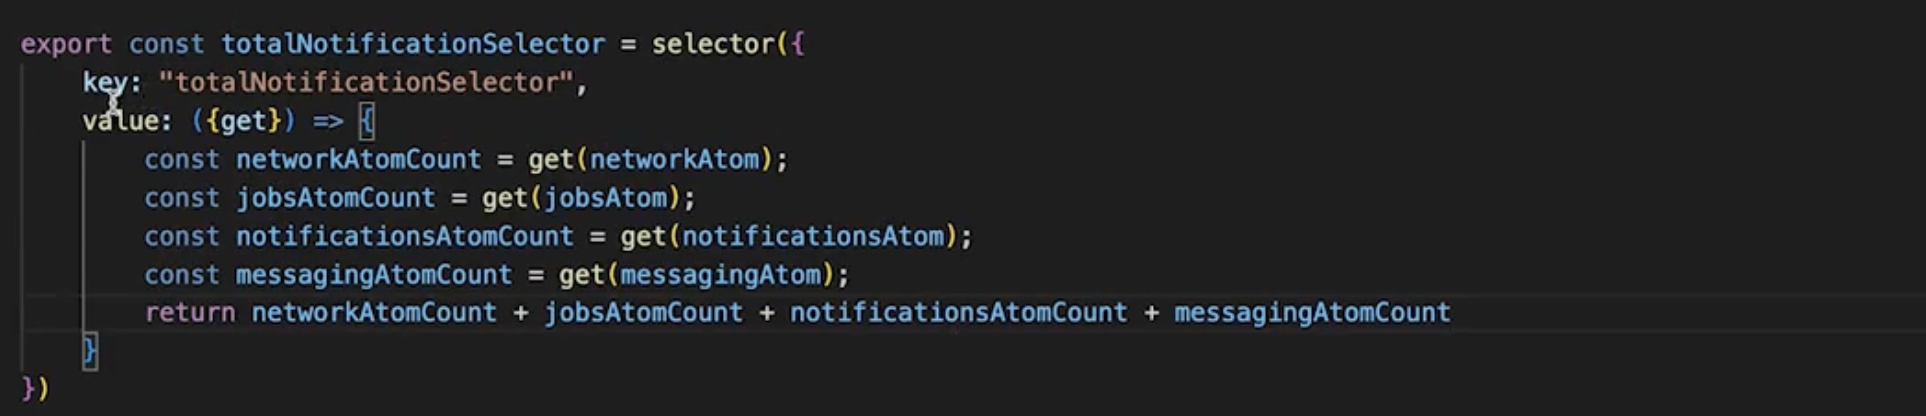 export const totalNotificationSelector = selector({
    key: "totalNotificationSelector",
    value: ({get}) => {
        const networkAtomCount = get(networkAtom);
        const jobsAtomCount = get(jobsAtom);
        const notificationsAtomCount = get(notificationsAtom);
        const messagingAtomCount = get(messagingAtom);
        return networkAtomCount + jobsAtomCount + notificationsAtomCount + messagingAtomCount
    }
})